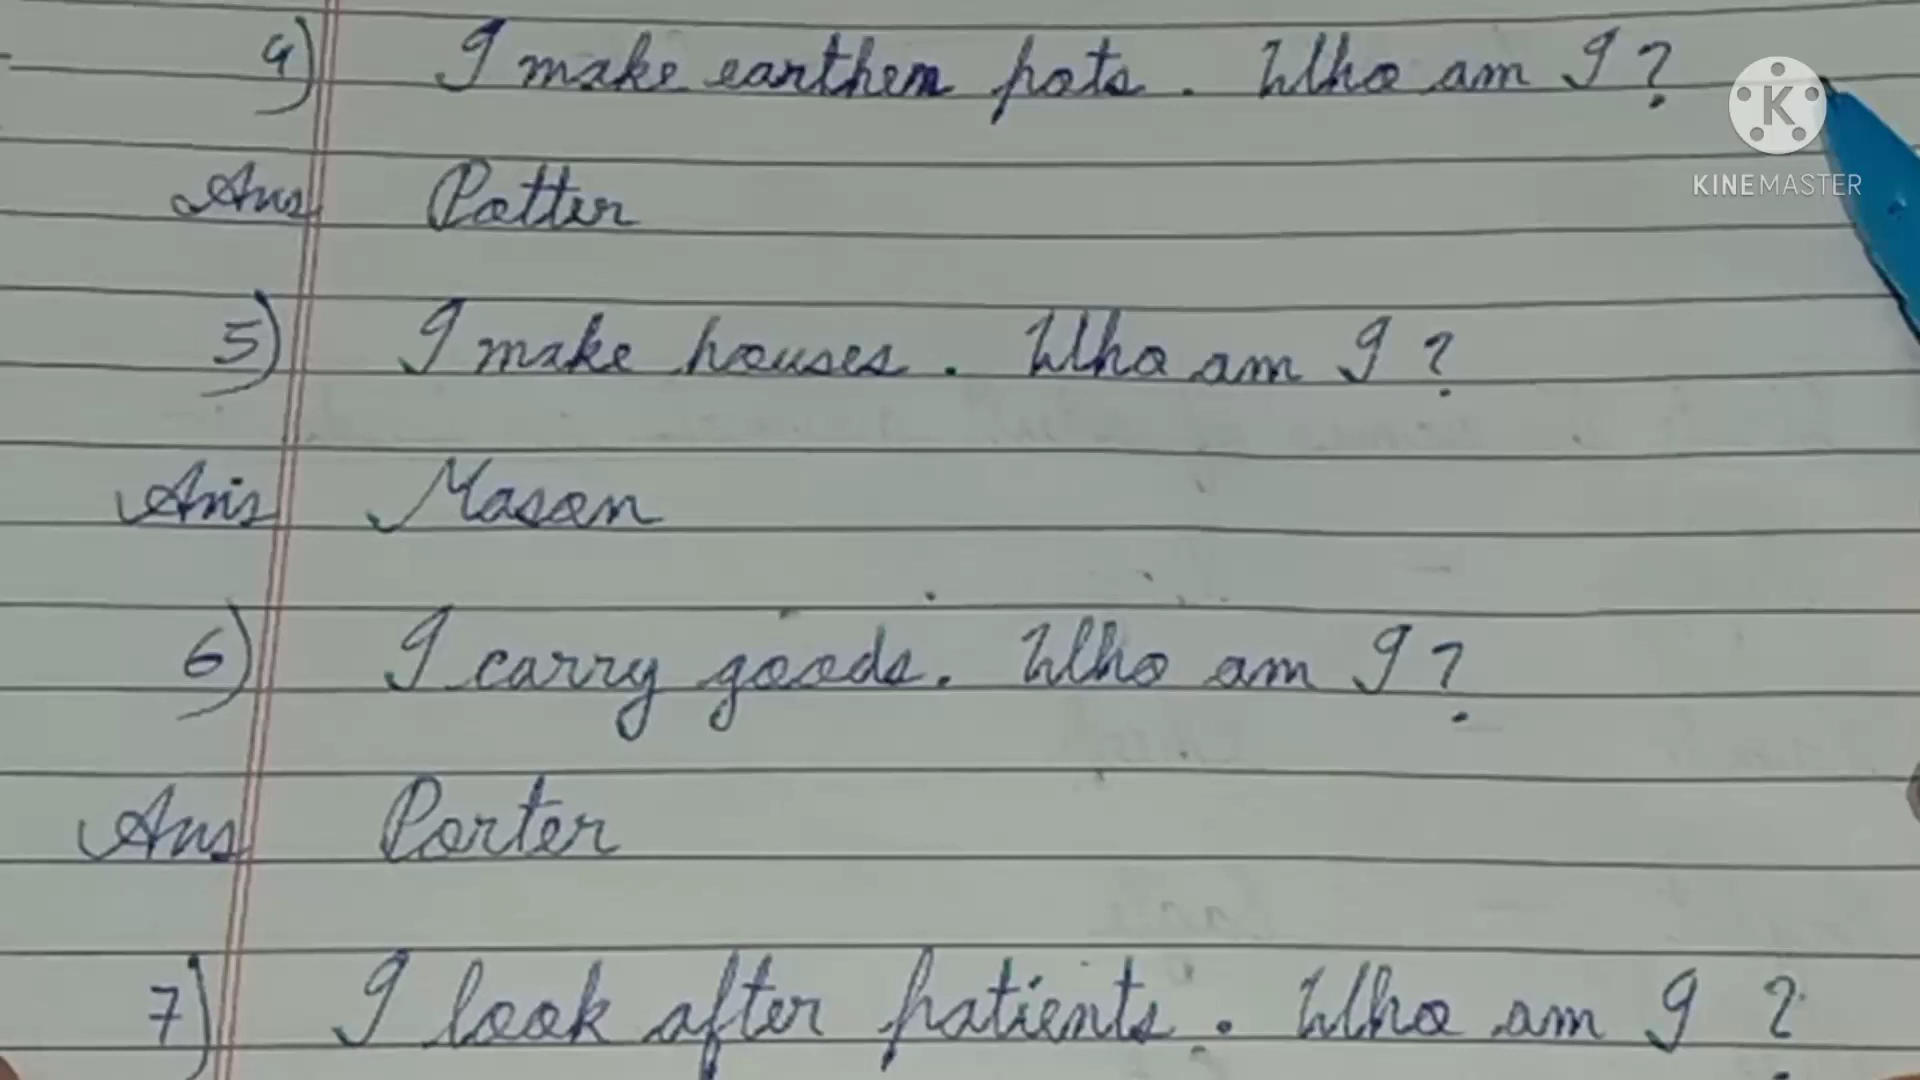 4) I make earthen pots. Who am I?
KINEMASTER
Ans Potter
5) I make houses. Who am I?
Ans Mason
6) I carry goods. Who am I?
Ans Porter
7) I look after patients. Who am I?